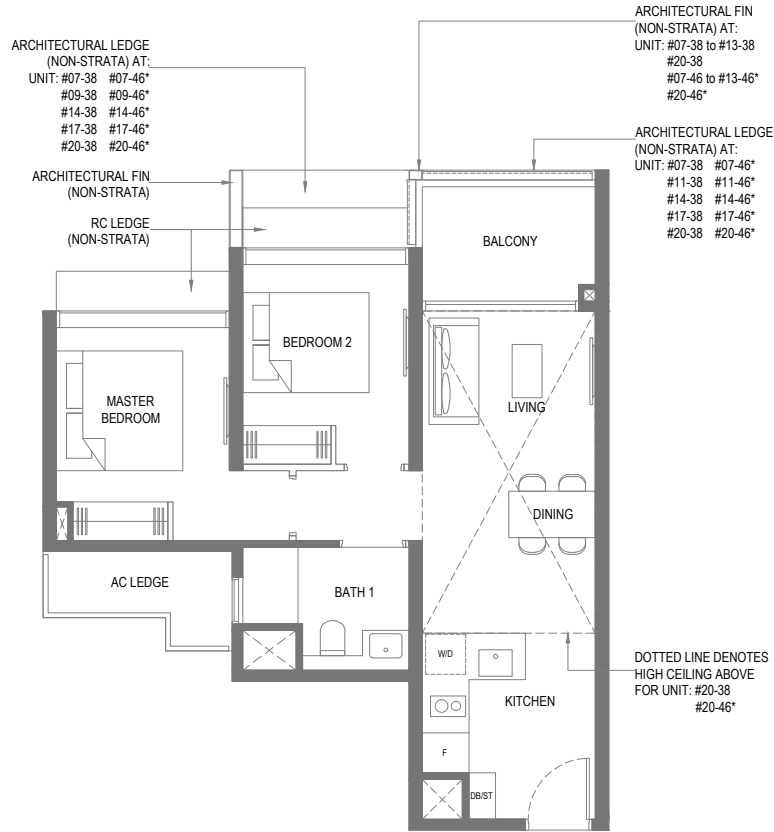 ARCHITECTURAL FIN
(NON-STRATA) AT:
UNIT: #07-38 to #13-38
#20-38
#07-46 to #13-46*
#20-46*
ARCHITECTURAL LEDGE
(NON-STRATA) AT:
UNIT: #07-38 #07-46*
#09-38 #09-46*
#14-38 #14-46*
#17-38 #17-46*
#20-38 #20-46*
ARCHITECTURAL LEDGE
(NON-STRATA) AT:
UNIT: #07-38 #07-46*
#11-38 #11-46*
#14-38 #14-46*
#17-38 #17-46*
#20-38 #20-46*
ARCHITECTURAL FIN
(NON-STRATA)
RC LEDGE
(NON-STRATA)
BALCONY
BEDROOM 2
MASTER
BEDROOM
LIVING
DINING
AC LEDGE
BATH 1
W/D
KITCHEN
F
DB/ST
DOTTED LINE DENOTES
HIGH CEILING ABOVE
FOR UNIT: #20-38
#20-46*